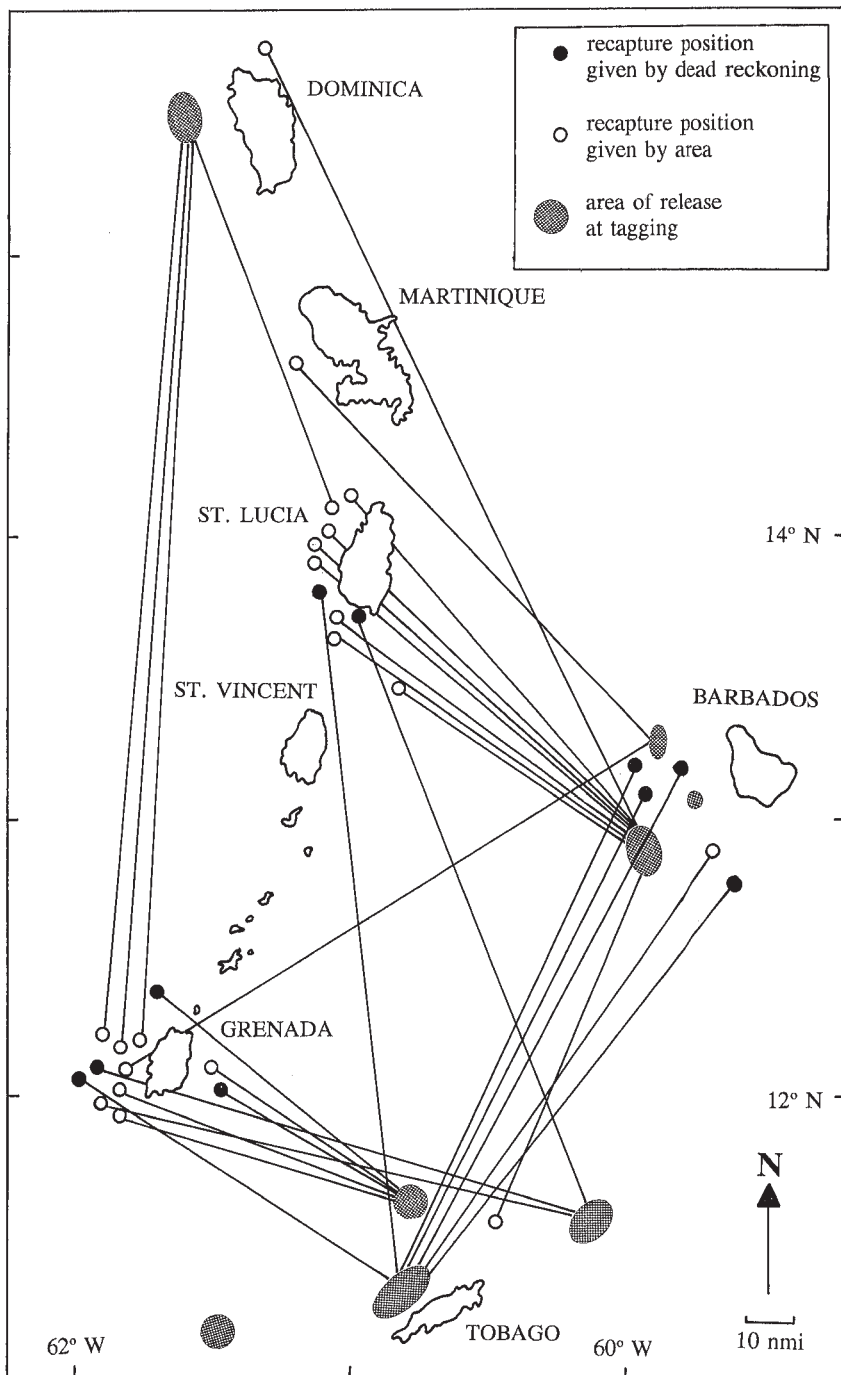 recapture position
given by dead reckoning
recapture position
given by area
area of release
at tagging
DOMINICA
MARTINIQUE
ST. LUCIA
14° N
ST. VINCENT
BARBADOS
GRENADA
12° N
N
TOBAGO
10 nmi
62° W
60° W